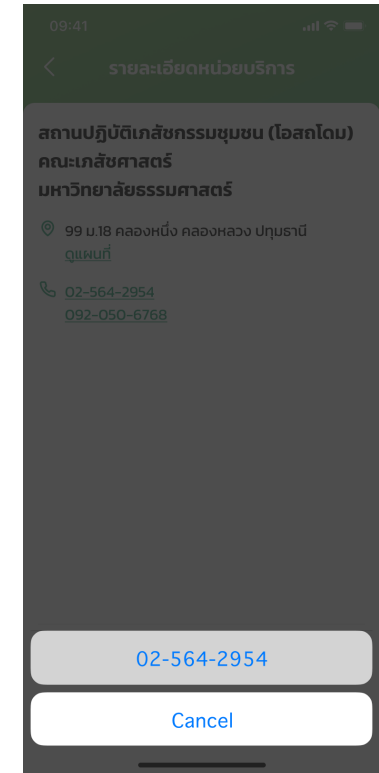 09:41
รายละเอียดหน่วยบริการ
สถานปฏิบัติเภสัชกรรมชุมชน (โอสถโดม)
คณะเภสัชศาสตร์
มหาวิทยาลัยธรรมศาสตร์
99 ม.18 คลองหนึ่ง คลองหลวง ปทุมธานี
ดูแผนที่
02-564-2954
092-050-6768
02-564-2954
Cancel